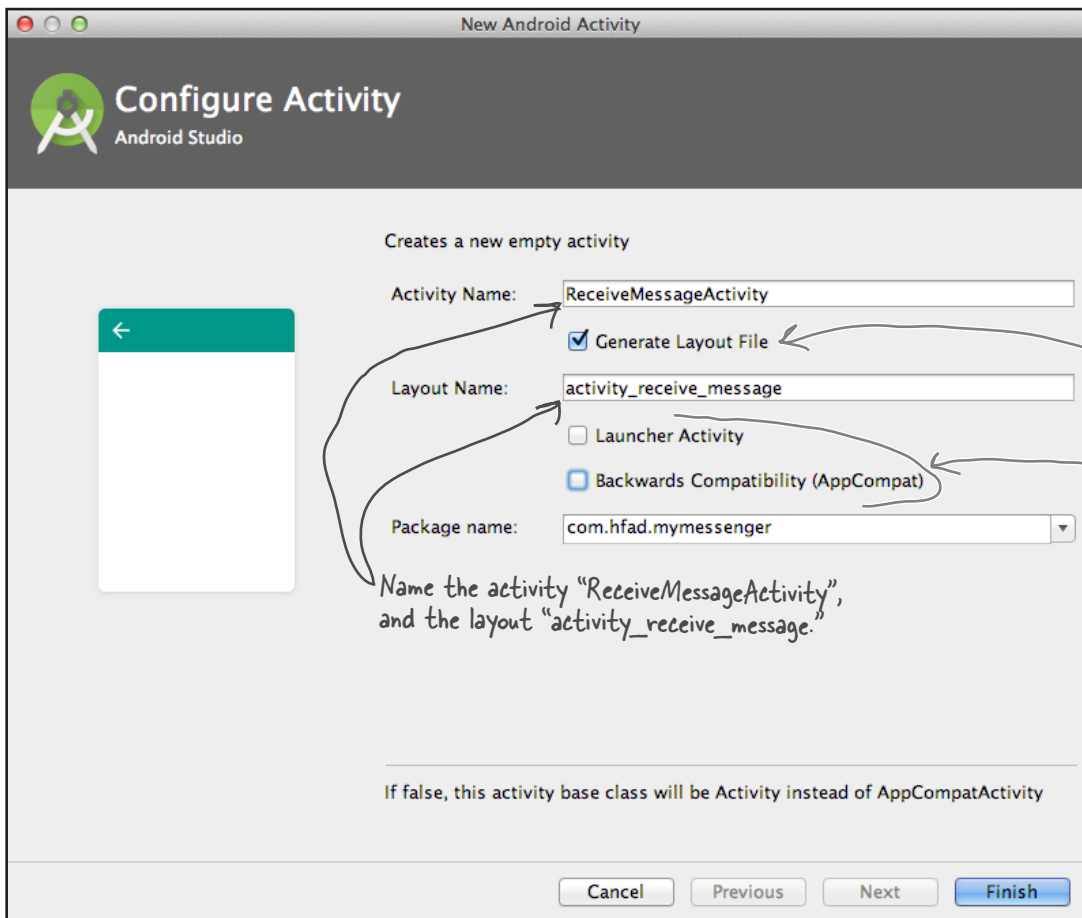 New Android Activity
Configure Activity
Android Studio
Creates a new empty activity
Activity Name:
ReceiveMessageActivity
Generate Layout File
Layout Name:
activity_receive_message
Launcher Activity
Backwards Compatibility (AppCompat)
Package name:
com.hfad.mymessenger
Name the activity “ReceiveMessageActivity”,
and the layout “activity_receive_message.”
If false, this activity base class will be Activity instead of AppCompatActivity
Cancel
Previous
Next
Finish